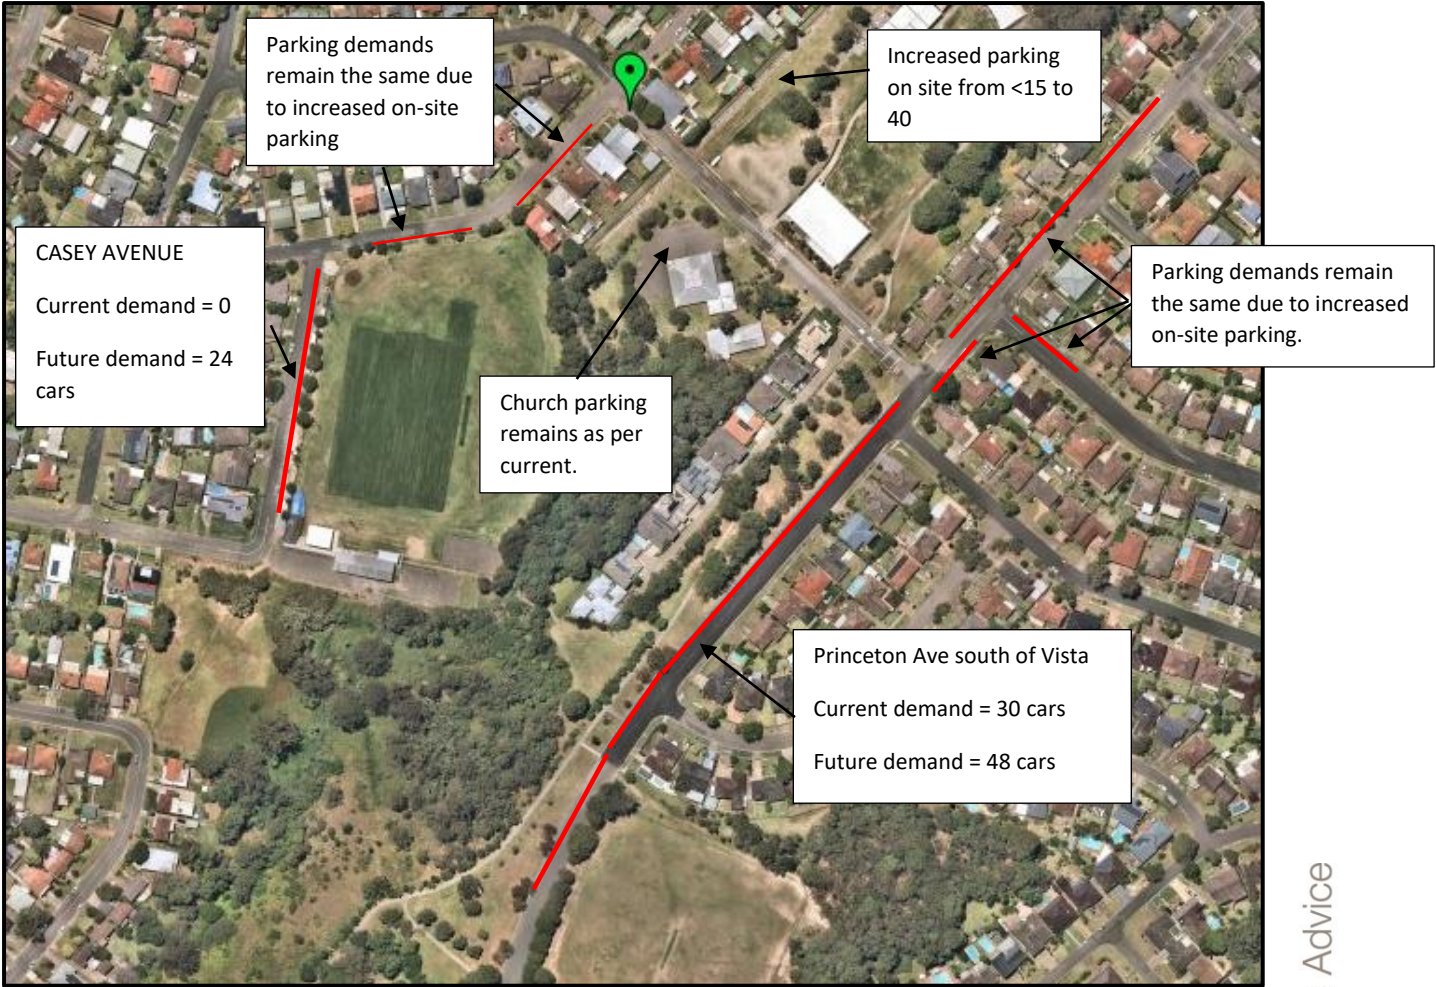 Parking demands
remain the same due
to increased on-site
parking
Increased parking
on site from <15 to
40
CASEY AVENUE
Current demand = 0
Future demand = 24
cars
Parking demands remain
the same due to increased
on-site parking.
Church parking
remains as per
current.
Princeton Ave south of Vista
Current demand = 30 cars
Future demand = 48 cars
Advice